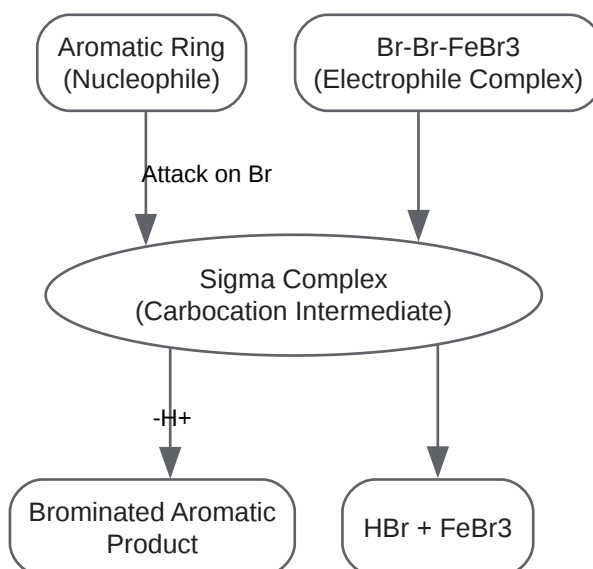 Aromatic Ring
(Nucleophile)
Br-Br-FeBr3
(Electrophile Complex)
Attack on Br
Sigma Complex
(Carbocation Intermediate)
-H+
Brominated Aromatic
Product
HBr + FeBr3